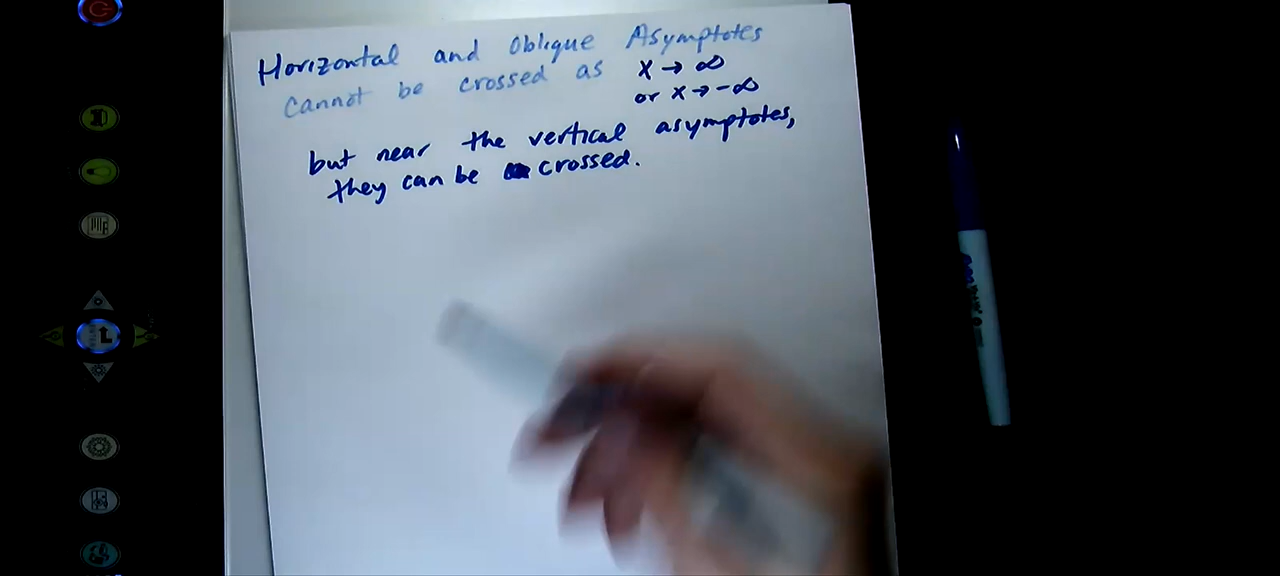 Horizontal and Oblique Asymptotes
cannot be crossed as x → ∞
or x → -∞
but near the vertical asymptotes,
they can be crossed.